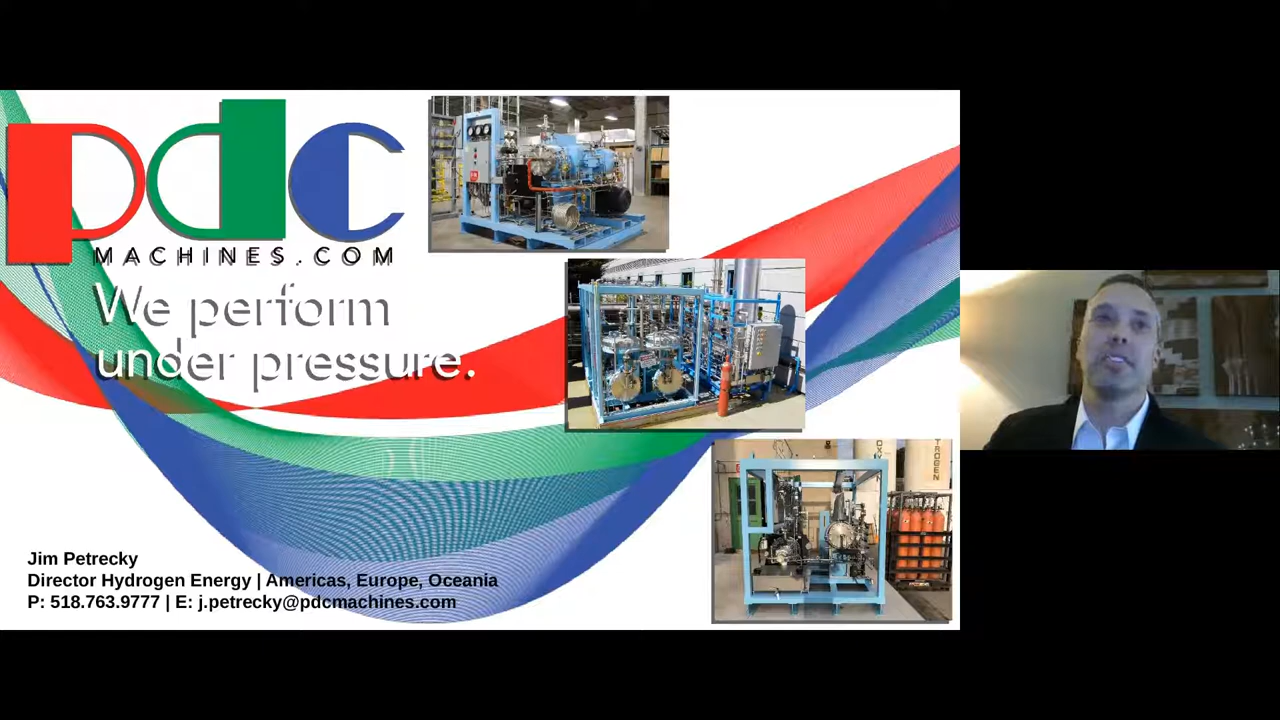 pdc
MACHINES.COM
We perform
under pressure.
Jim Petrecky
Director Hydrogen Energy | Americas, Europe, Oceania
P: 518.763.9777 | E: j.petrecky@pdcmachines.com